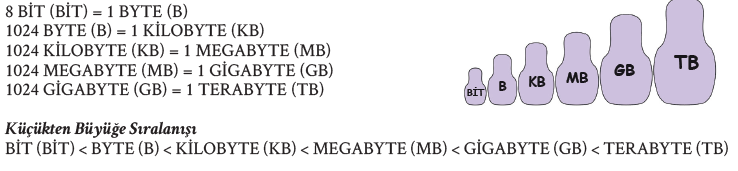 8 BİT (BİT) = 1 BYTE (B)
1024 BYTE (B) = 1 KİLOBYTE (KB)
1024 KİLOBYTE (KB) = 1 MEGABYTE (MB)
1024 MEGABYTE (MB) = 1 GİGABYTE (GB)
1024 GİGABYTE (GB) = 1 TERABYTE (TB)
BİT
B
KB
MB
GB
TB
Küçükten Büyüğe Sıralanışı
BİT (BİT) < BYTE (B) < KİLOBYTE (KB) < MEGABYTE (MB) < GİGABYTE (GB) < TERABYTE (TB)